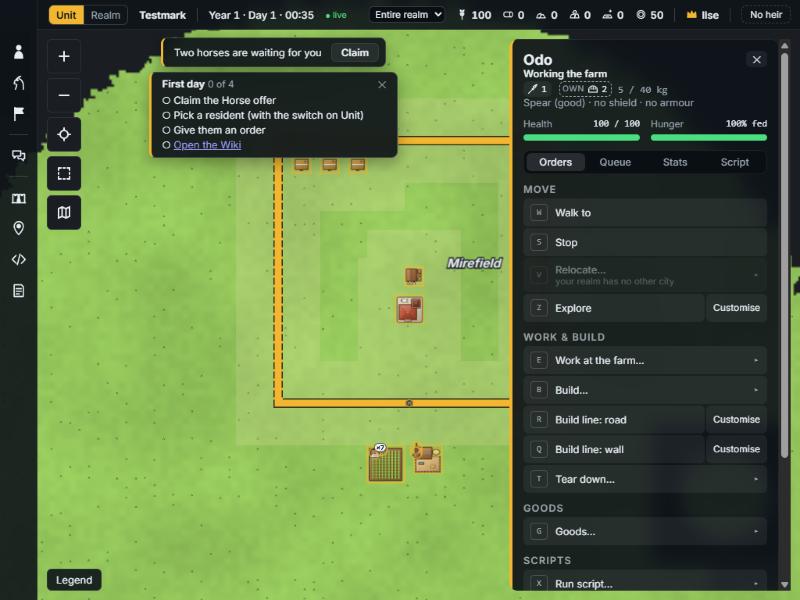 Unit Realm Testmark Year 1 · Day 1 · 00:35 • live Entire realm 100 0 0 0 0 50 Ilse No heir
Two horses are waiting for you Claim
First day 0 of 4
Claim the Horse offer
Pick a resident (with the switch on Unit)
Give them an order
Open the Wiki
Mirefield
×7
Legend
Odo
Working the farm
1 OWN 2 5 / 40 kg
Spear (good) · no shield · no armour
Health 100 / 100 Hunger 100% fed
Orders Queue Stats Script
MOVE
W Walk to
S Stop
V Relocate...
your realm has no other city
Z Explore Customise
WORK & BUILD
E Work at the farm...
B Build...
R Build line: road Customise
Q Build line: wall Customise
T Tear down...
GOODS
G Goods...
SCRIPTS
X Run script...